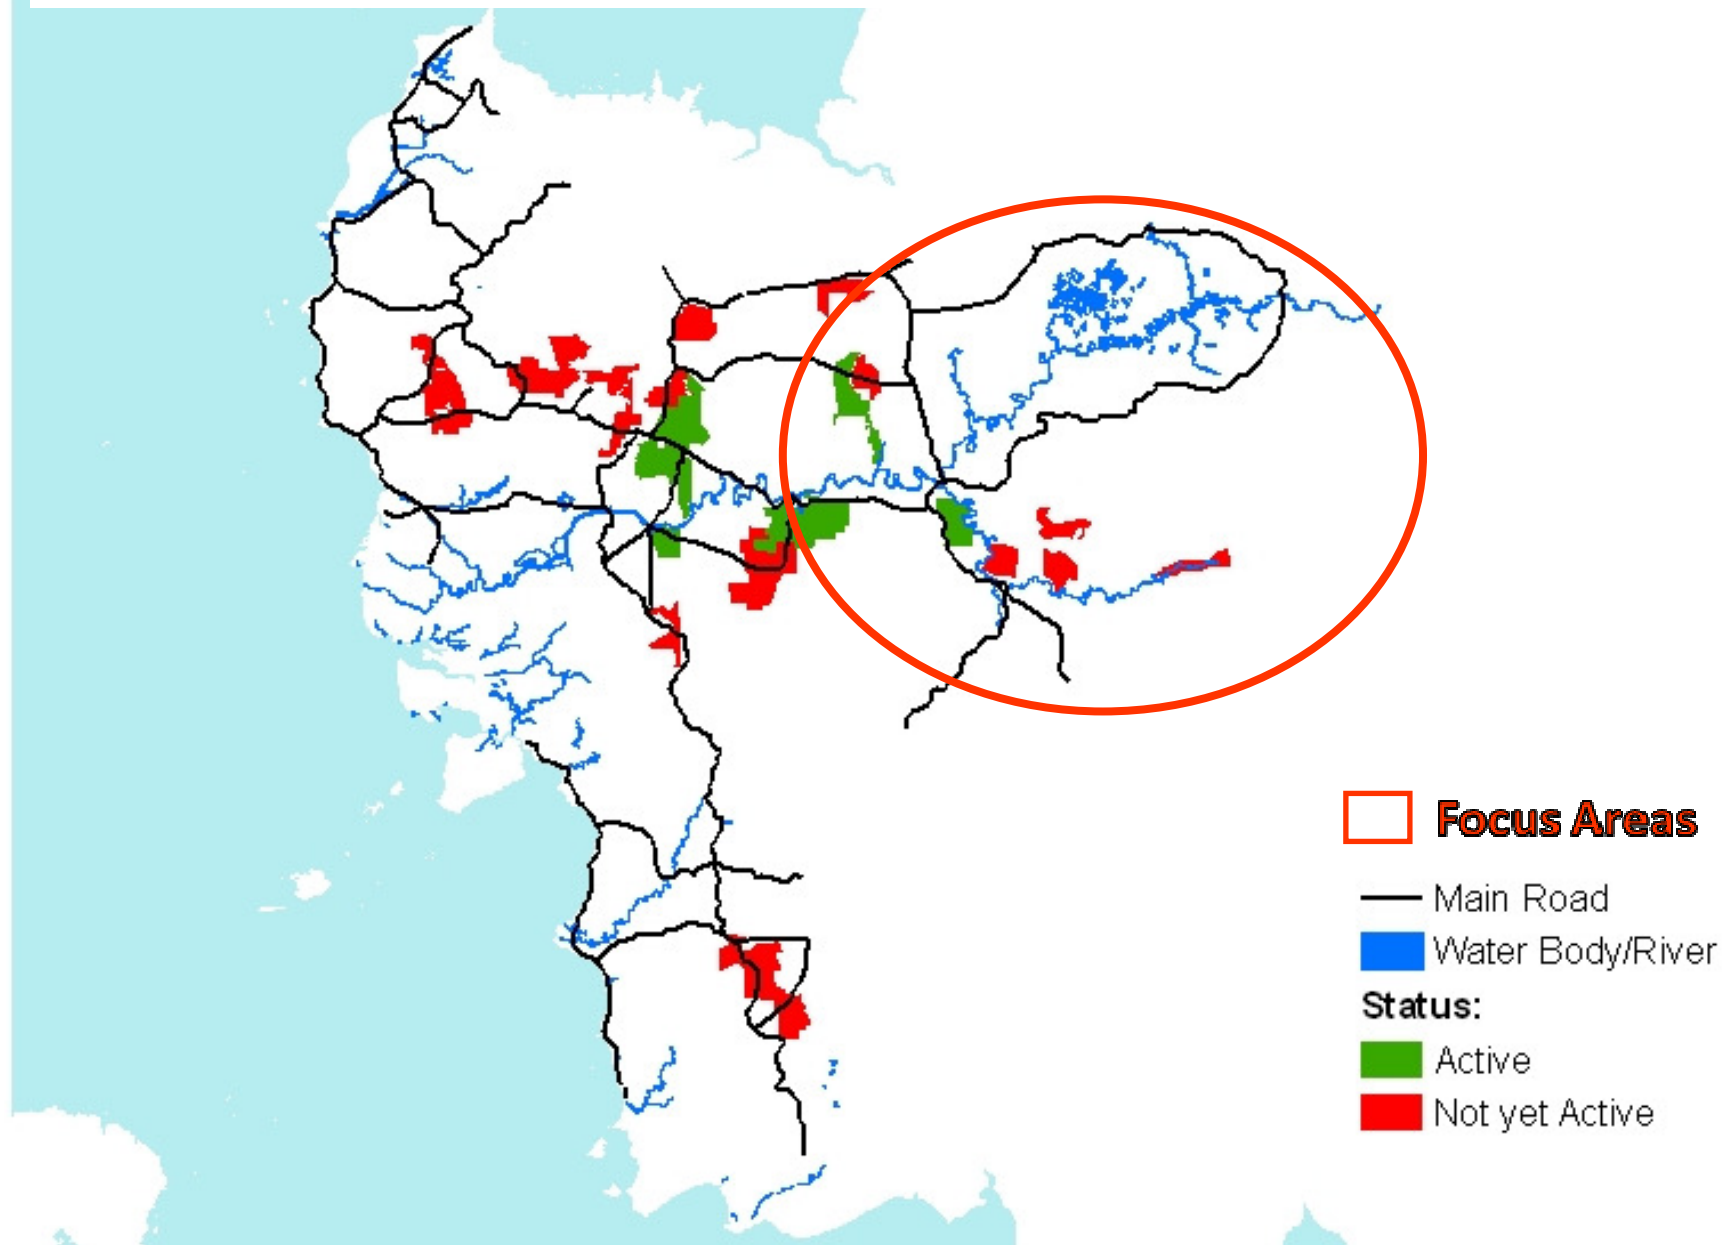 Focus Areas
Main Road
Water Body/River
Status:
Active
Not yet Active